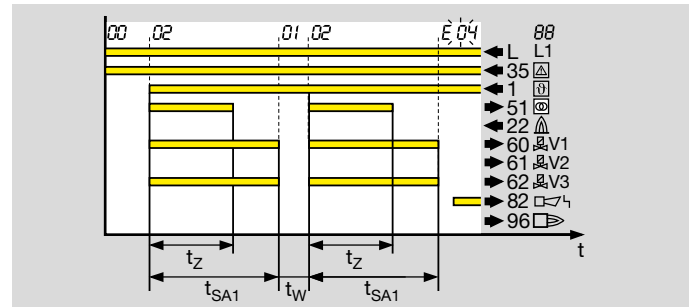 00 02 01 02 E 04 88
L L1
35
1 ϑ
51
22
60 V1
61 V2
62 V3
82
96
t
tZ tZ
tSA1 tW tSA1